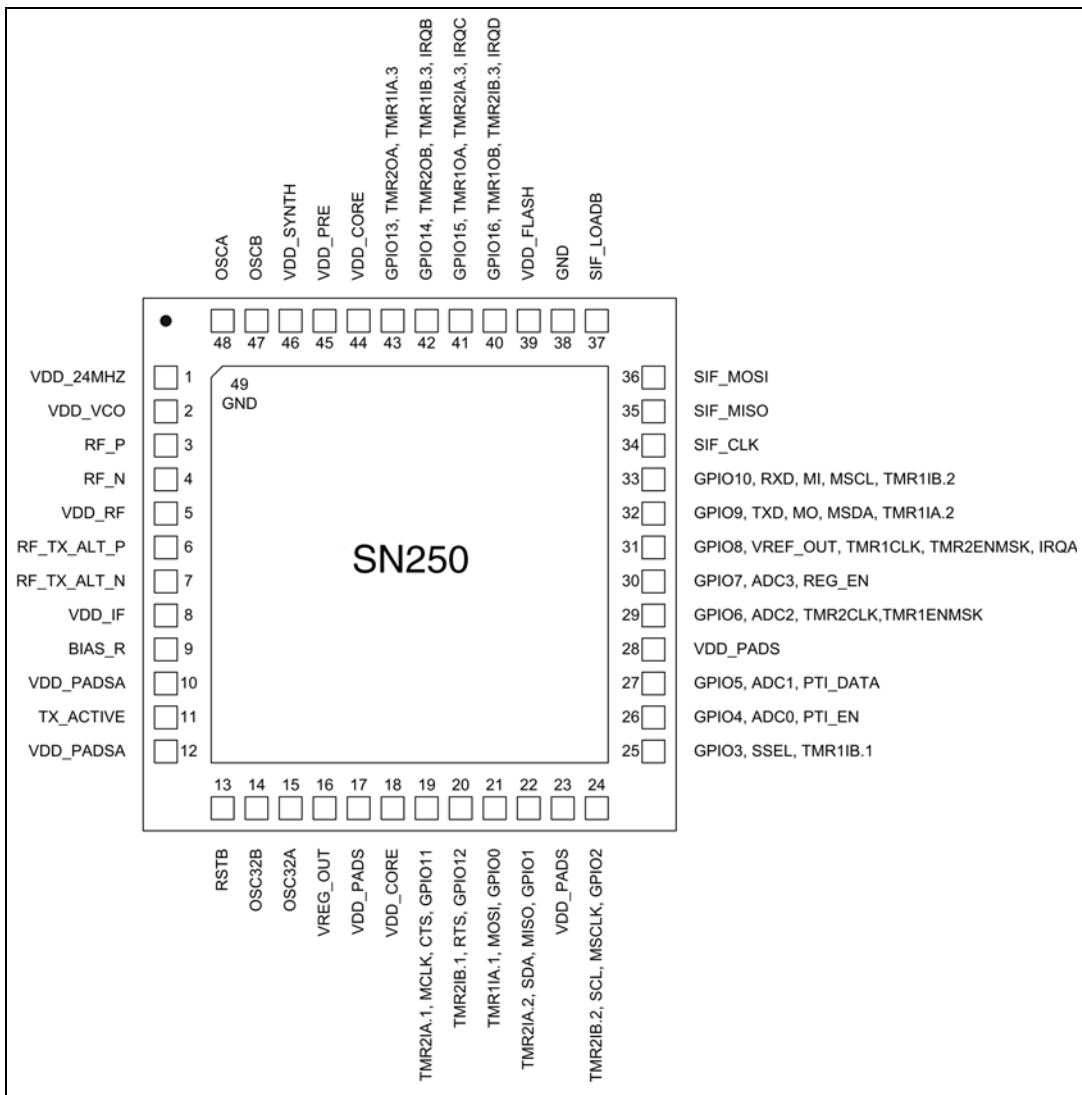 OSCA
OSCB
VDD_SYNTH
VDD_PRE
VDD_CORE
GPIO13, TMR2OA, TMR1IA.3
GPIO14, TMR2OB, TMR1IB.3, IRQB
GPIO15, TMR1OA, TMR2IA.3, IRQC
GPIO16, TMR1OB, TMR2IB.3, IRQD
VDD_FLASH
GND
SIF_LOADB
48
47
46
45
44
43
42
41
40
39
38
37
VDD_24MHZ 1
VDD_VCO 2
RF_P 3
RF_N 4
VDD_RF 5
RF_TX_ALT_P 6
RF_TX_ALT_N 7
VDD_IF 8
BIAS_R 9
VDD_PADSA 10
TX_ACTIVE 11
VDD_PADSA 12
49
GND
SN250
36 SIF_MOSI
35 SIF_MISO
34 SIF_CLK
33 GPIO10, RXD, MI, MSCL, TMR1IB.2
32 GPIO9, TXD, MO, MSDA, TMR1IA.2
31 GPIO8, VREF_OUT, TMR1CLK, TMR2ENMSK, IRQA
30 GPIO7, ADC3, REG_EN
29 GPIO6, ADC2, TMR2CLK,TMR1ENMSK
28 VDD_PADS
27 GPIO5, ADC1, PTI_DATA
26 GPIO4, ADC0, PTI_EN
25 GPIO3, SSEL, TMR1IB.1
13
14
15
16
17
18
19
20
21
22
23
24
RSTB
OSC32B
OSC32A
VREG_OUT
VDD_PADS
VDD_CORE
TMR2IA.1, MCLK, CTS, GPIO11
TMR2IB.1, RTS, GPIO12
TMR1IA.1, MOSI, GPIO0
TMR2IA.2, SDA, MISO, GPIO1
VDD_PADS
TMR2IB.2, SCL, MSCLK, GPIO2